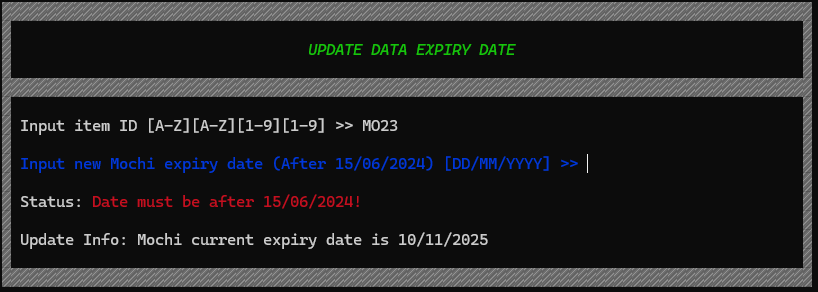 UPDATE DATA EXPIRY DATE
Input item ID [A-Z][A-Z][1-9][1-9] >> MO23
Input new Mochi expiry date (After 15/06/2024) [DD/MM/YYYY] >>
Status: Date must be after 15/06/2024!
Update Info: Mochi current expiry date is 10/11/2025